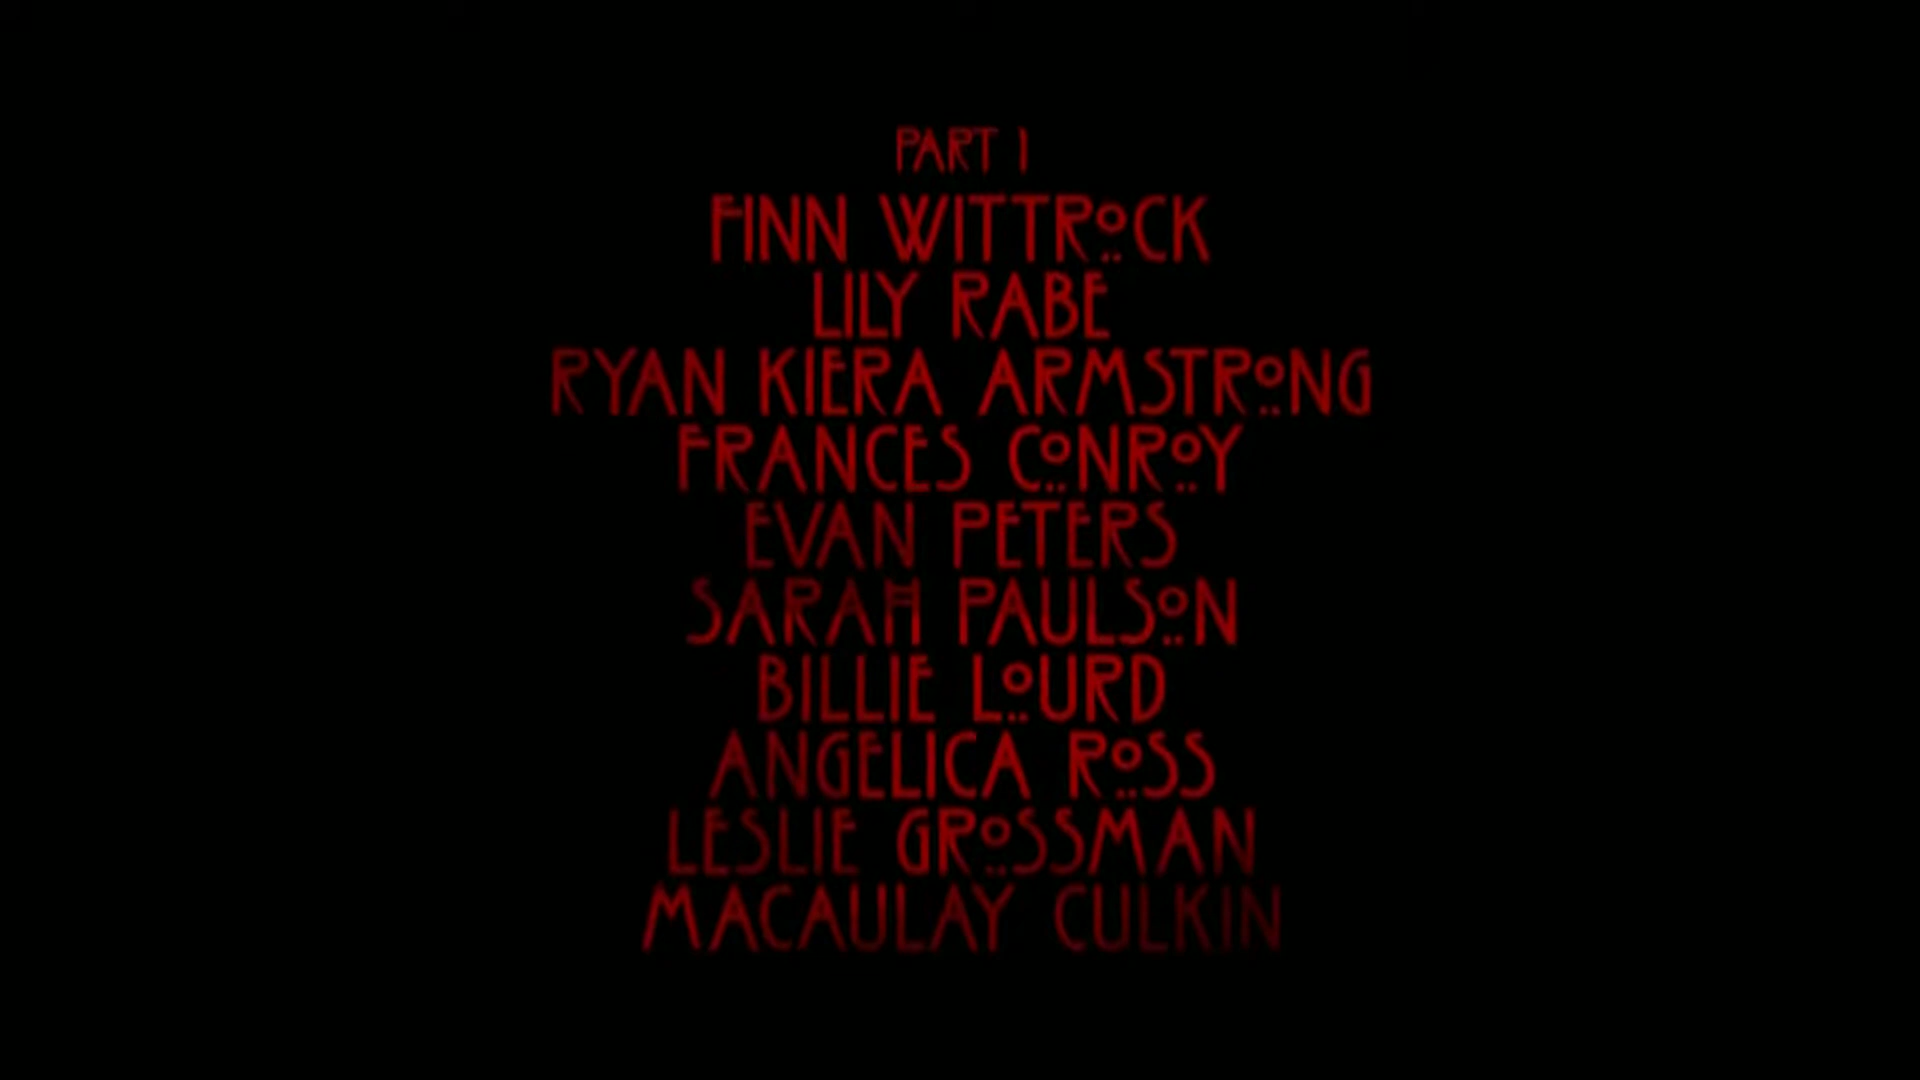 PART 1
FINN WITTROCK
LILY RABE
RYAN KIERA ARMSTRONG
FRANCES CONROY
EVAN PETERS
SARAH PAULSON
BILLIE LOURD
ANGELICA ROSS
LESLIE GROSSMAN
MACAULAY CULKIN